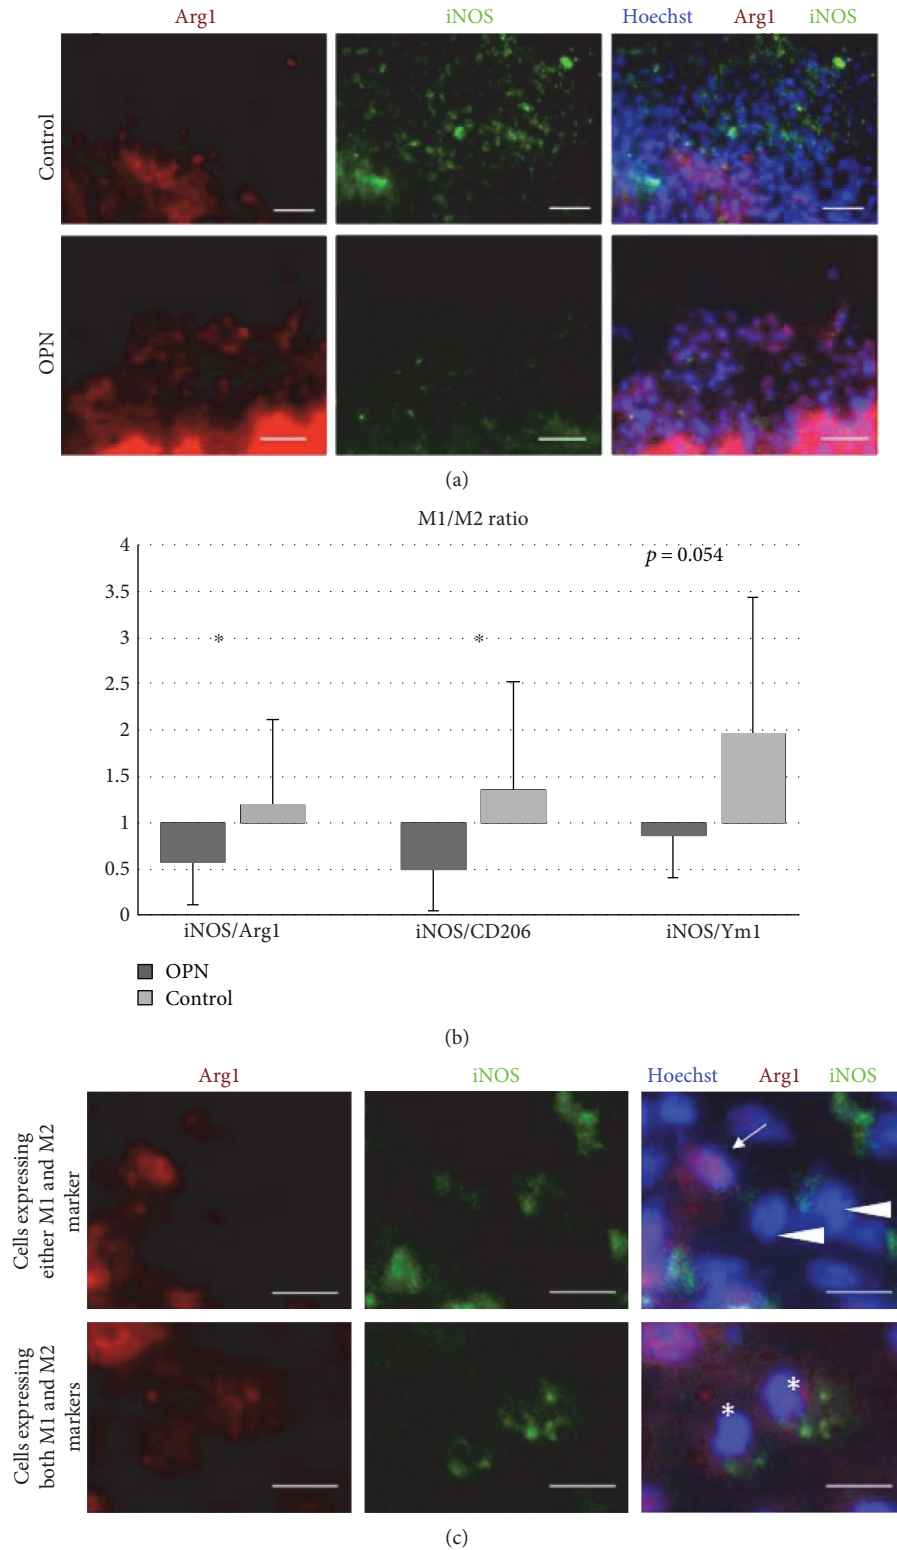 Arg1 iNOS Hoechst Arg1 iNOS
Control
OPN
(a)
M1/M2 ratio
4
p = 0.054
3.5
3
* *
2.5
2
1.5
1
0.5
0
iNOS/Arg1 iNOS/CD206 iNOS/Ym1
OPN
Control
(b)
Arg1 iNOS Hoechst Arg1 iNOS
Cells expressing
either M1 and M2
marker
Cells expressing
both M1 and M2
markers
* *
(c)